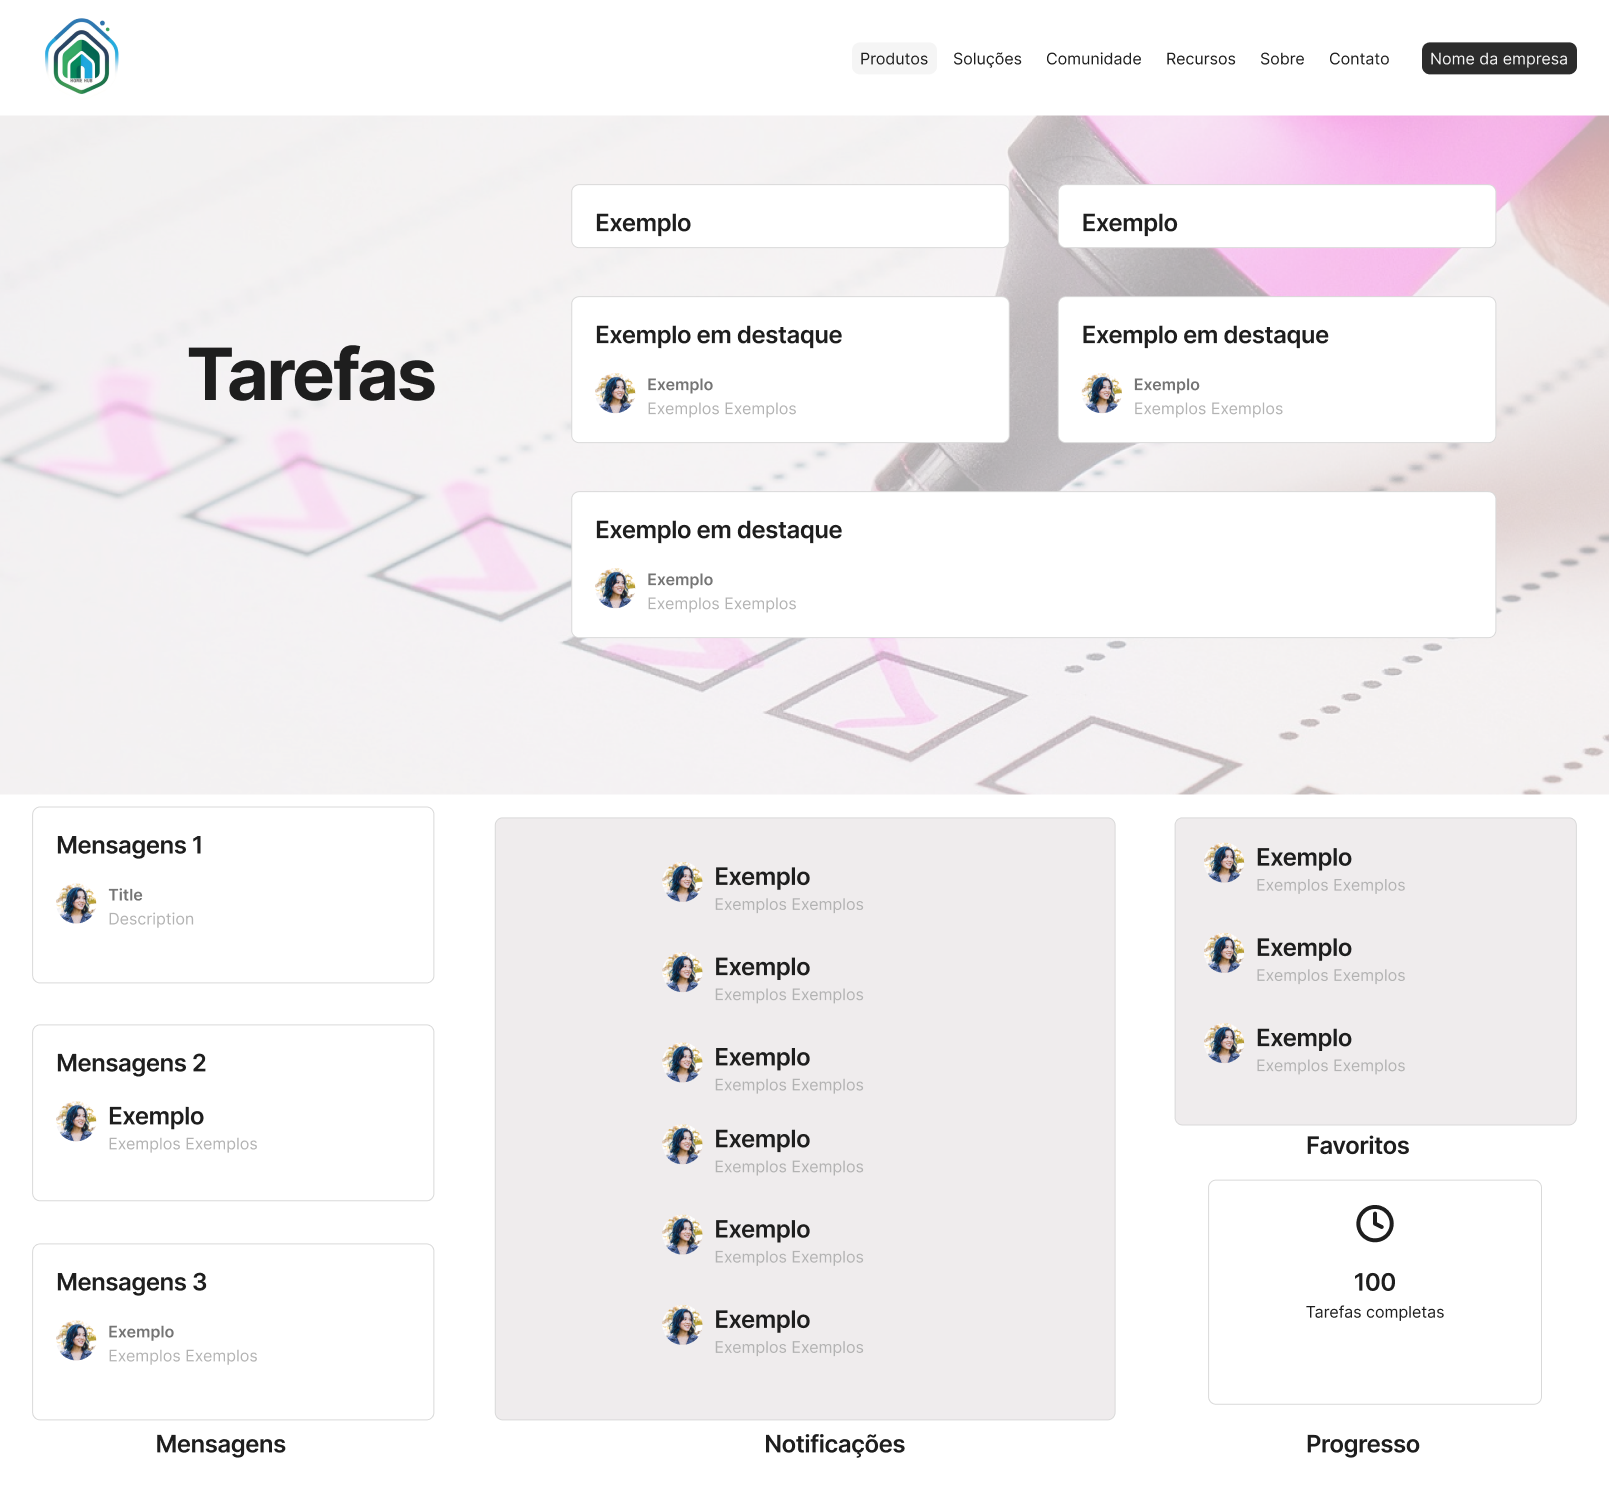 HOME HUB
Produtos
Soluções
Comunidade
Recursos
Sobre
Contato
Nome da empresa
Tarefas
Exemplo
Exemplo
Exemplo em destaque
Exemplo
Exemplos Exemplos
Exemplo em destaque
Exemplo
Exemplos Exemplos
Exemplo em destaque
Exemplo
Exemplos Exemplos
Mensagens 1
Title
Description
Mensagens 2
Exemplo
Exemplos Exemplos
Mensagens 3
Exemplo
Exemplos Exemplos
Mensagens
Exemplo
Exemplos Exemplos
Exemplo
Exemplos Exemplos
Exemplo
Exemplos Exemplos
Exemplo
Exemplos Exemplos
Exemplo
Exemplos Exemplos
Exemplo
Exemplos Exemplos
Notificações
Exemplo
Exemplos Exemplos
Exemplo
Exemplos Exemplos
Exemplo
Exemplos Exemplos
Favoritos
100
Tarefas completas
Progresso